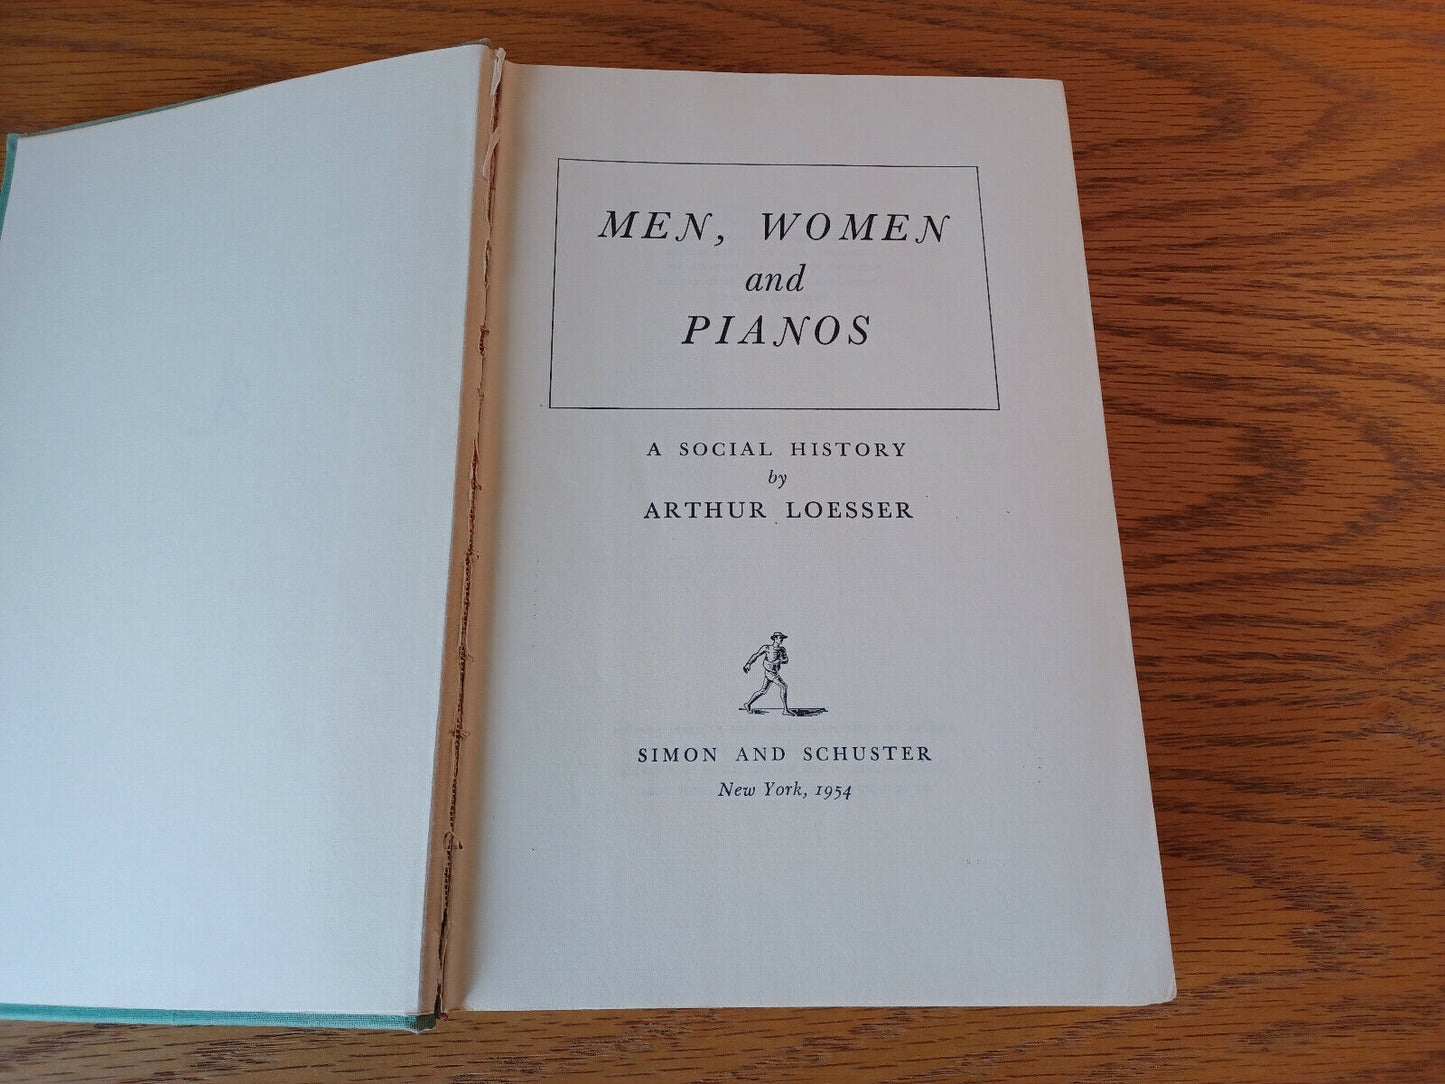 MEN, WOMEN
and
PIANOS
A SOCIAL HISTORY
by
ARTHUR LOESSER
SIMON AND SCHUSTER
New York, 1954